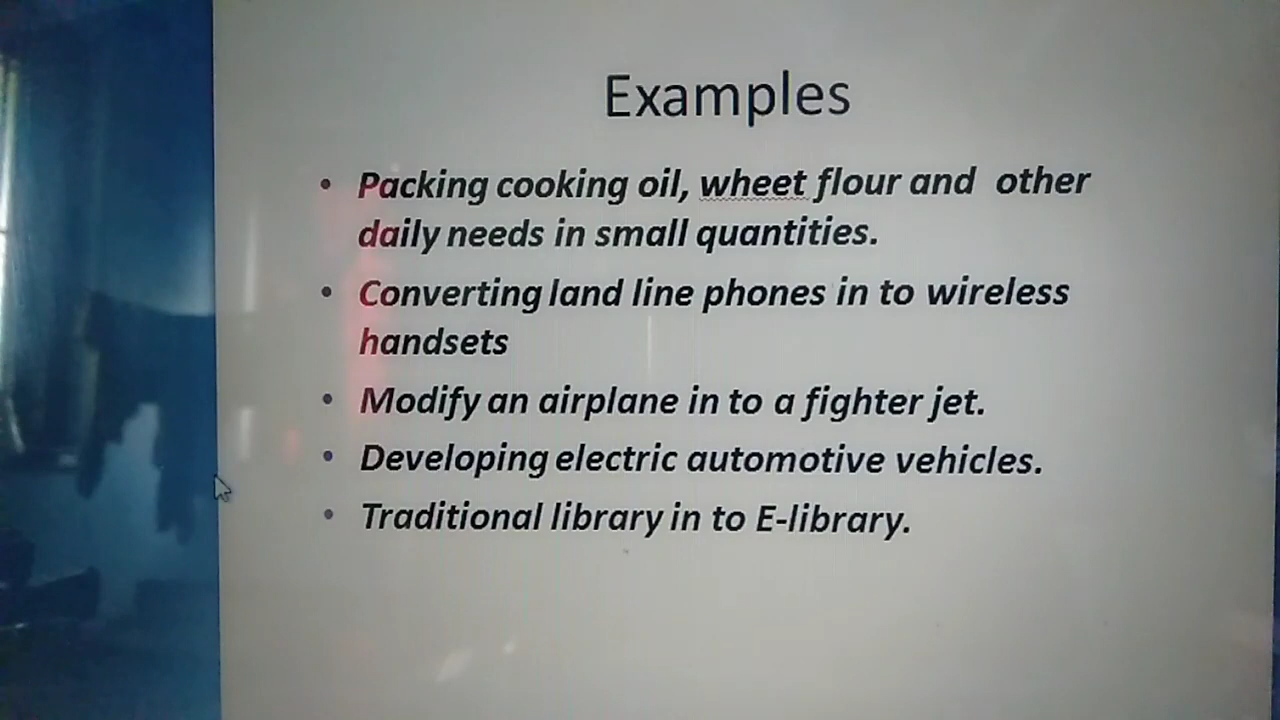 Examples
• Packing cooking oil, wheet flour and other
daily needs in small quantities.
• Converting land line phones in to wireless
handsets
• Modify an airplane in to a fighter jet.
• Developing electric automotive vehicles.
• Traditional library in to E-library.